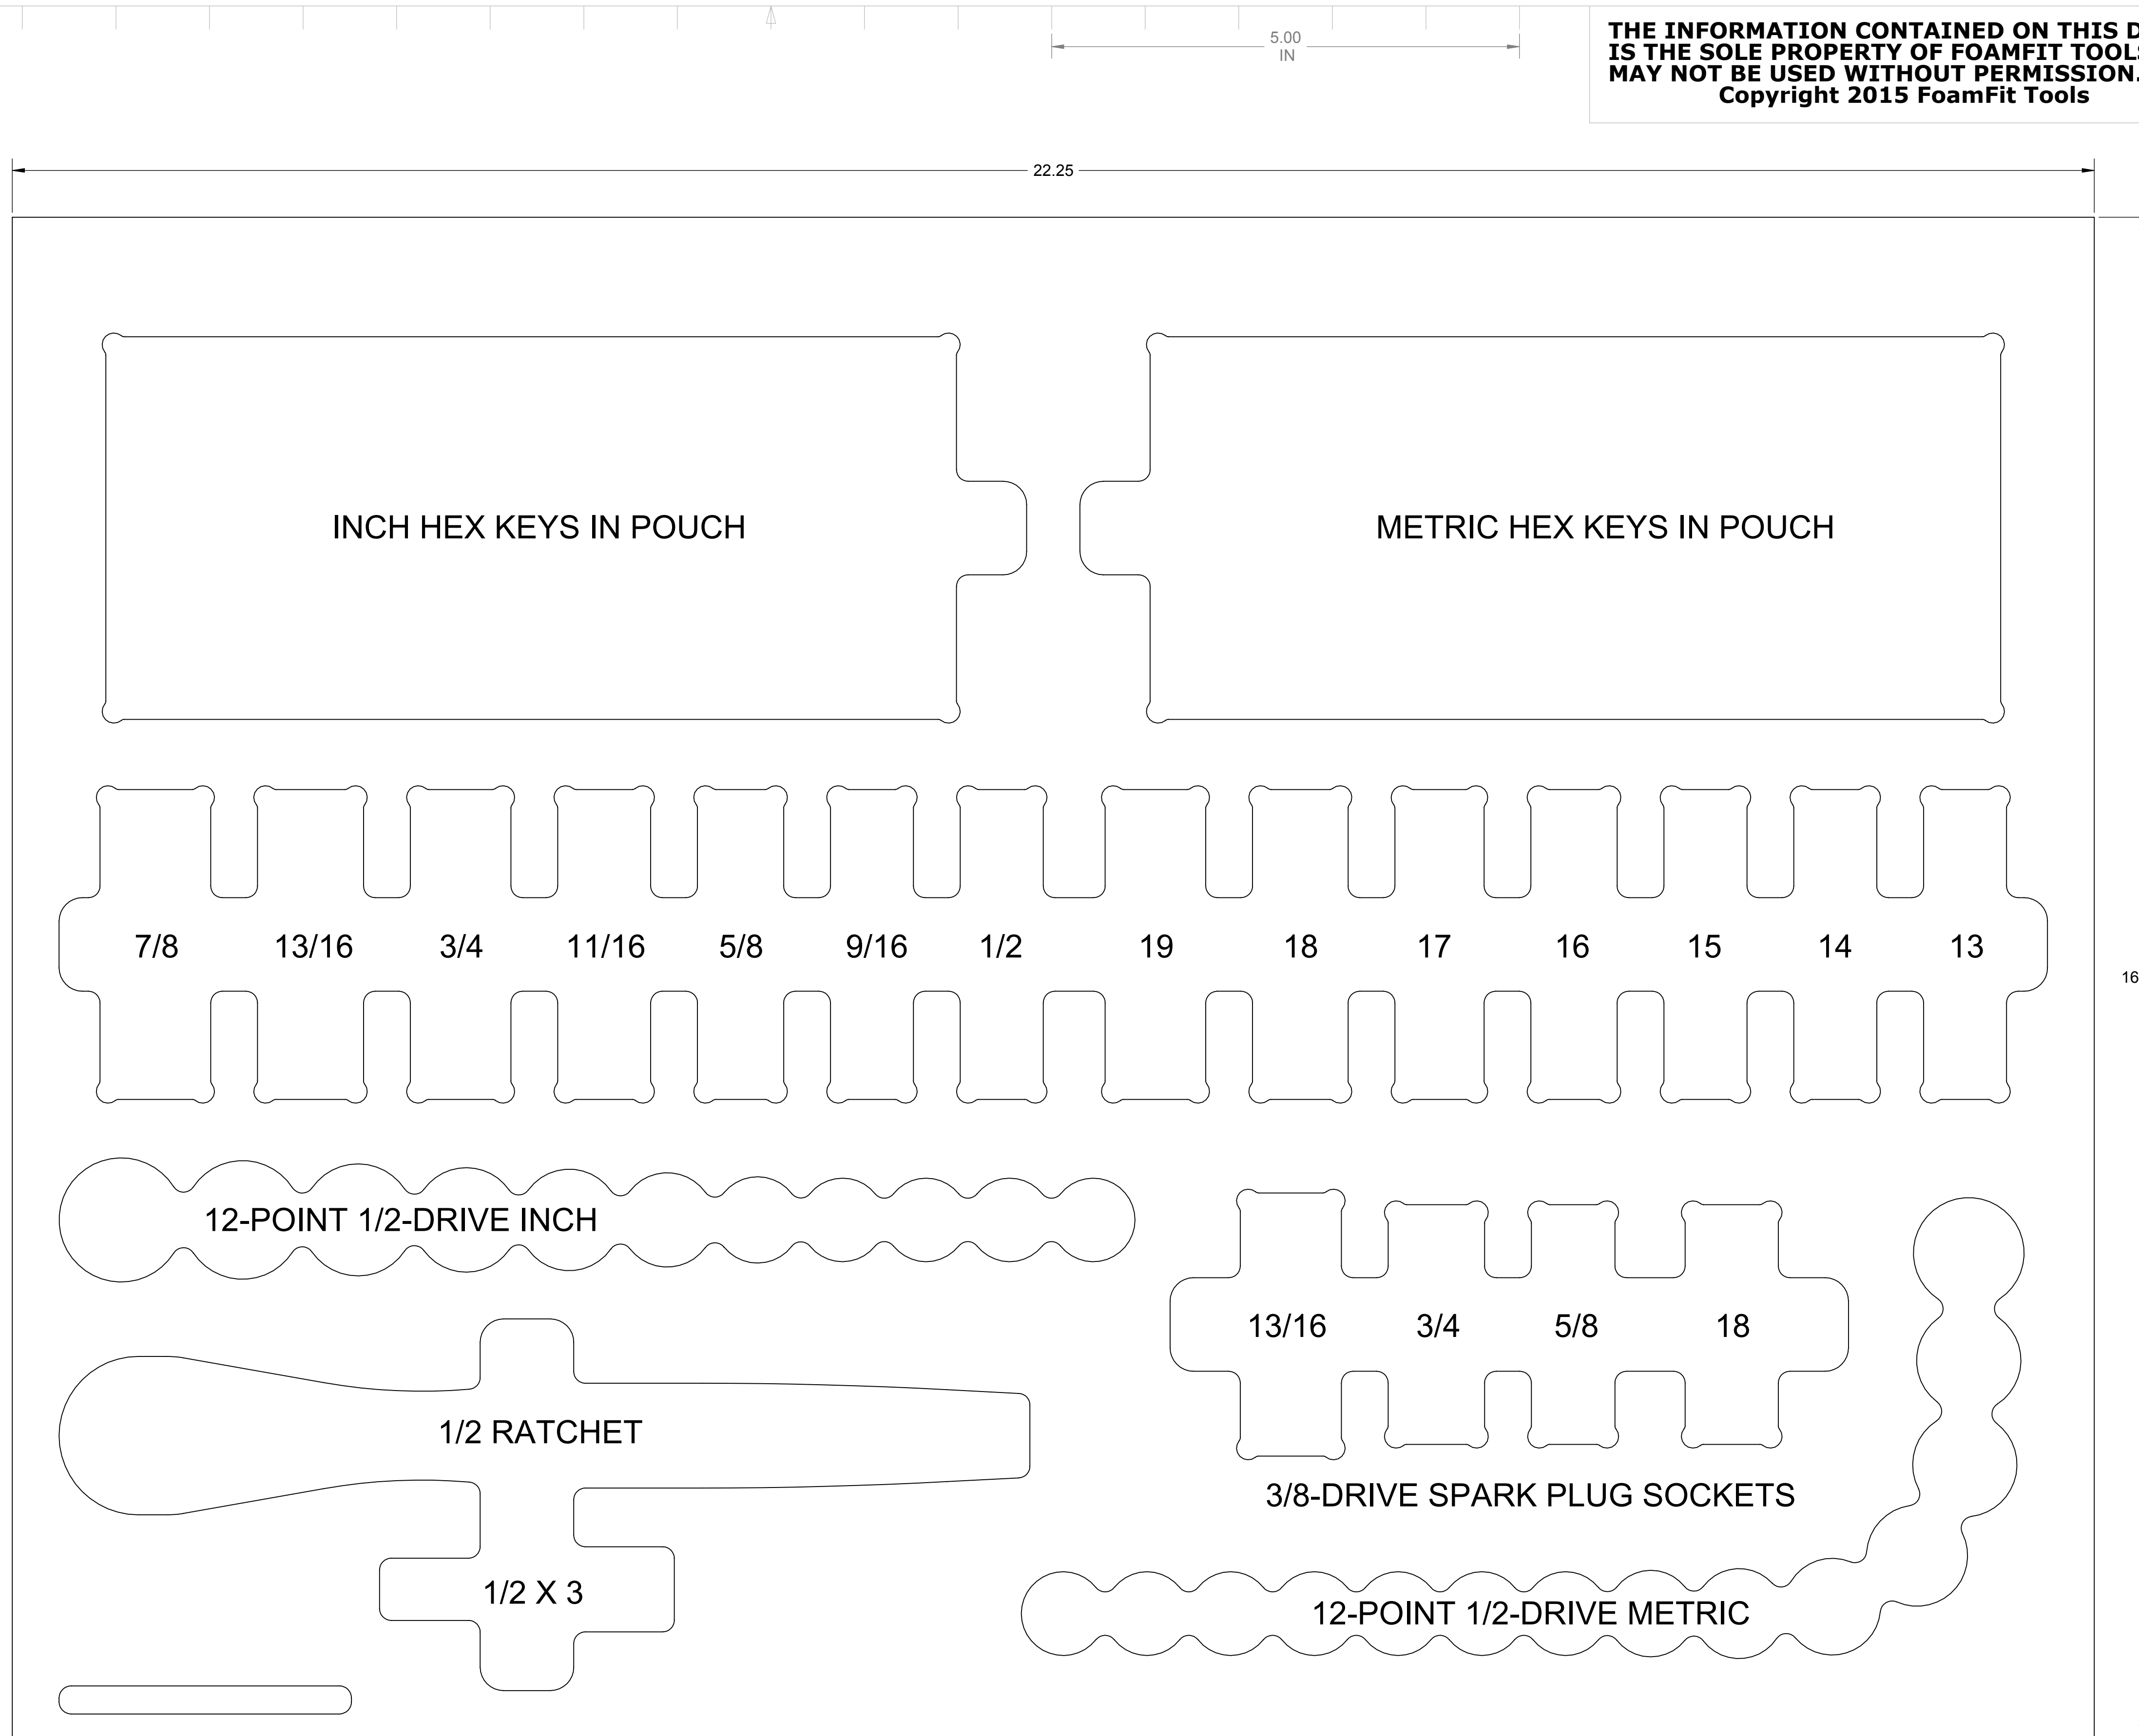 5.00
IN
THE INFORMATION CONTAINED ON THIS
IS THE SOLE PROPERTY OF FOAMFIT
MAY NOT BE USED WITHOUT PERMISSION.
Copyright 2015 FoamFit Tools
22.25
INCH HEX KEYS IN POUCH
METRIC HEX KEYS IN POUCH
7/8 13/16 3/4 11/16 5/8 9/16 1/2 19 18 17 16 15 14 13
16
12-POINT 1/2-DRIVE INCH
13/16 3/4 5/8 18
1/2 RATCHET
3/8-DRIVE SPARK PLUG SOCKETS
1/2 X 3
12-POINT 1/2-DRIVE METRIC